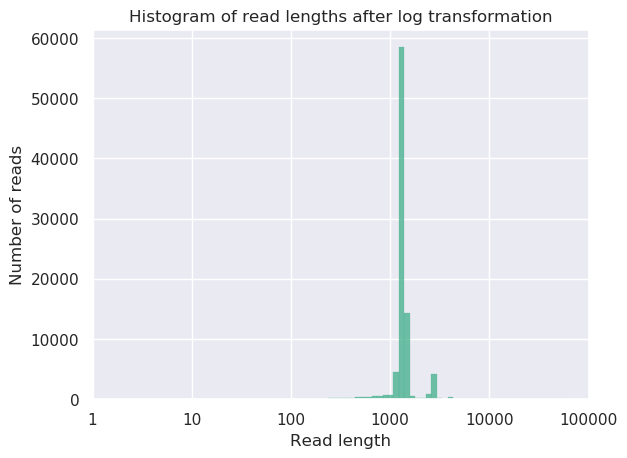 Histogram of read lengths after log transformation
60000
50000
40000
30000
20000
10000
0
Number of reads
1 10 100 1000 10000 100000
Read length